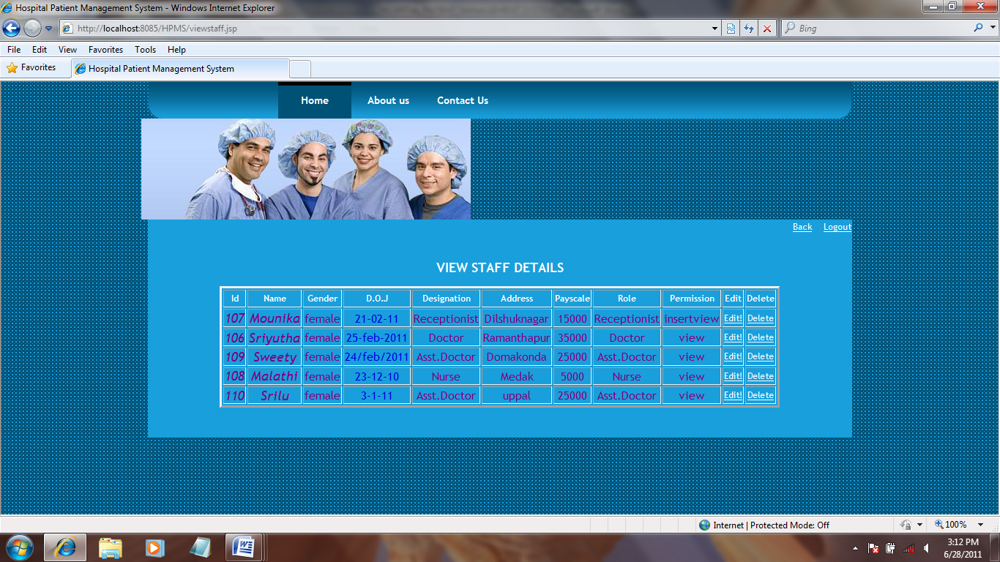 Hospital Patient Management System - Windows Internet Explorer
http://localhost:8085/HPMS/viewstaff.jsp Bing
File Edit View Favorites Tools Help
Favorites Hospital Patient Management System
Home About us Contact Us
Back Logout
VIEW STAFF DETAILS
Id Name Gender D.O.J Designation Address Payscale Role Permission Edit Delete
107 Mounika female 21-02-11 Receptionist Dilshuknagar 15000 Receptionist insertview Edit! Delete
106 Sriyutha female 25-feb-2011 Doctor Ramanthapur 35000 Doctor view Edit! Delete
109 Sweety female 24/feb/2011 Asst.Doctor Domakonda 25000 Asst.Doctor view Edit! Delete
108 Malathi female 23-12-10 Nurse Medak 5000 Nurse view Edit! Delete
110 Srilu female 3-1-11 Asst.Doctor uppal 25000 Asst.Doctor view Edit! Delete
Internet | Protected Mode: Off 100%
3:12 PM
6/28/2011